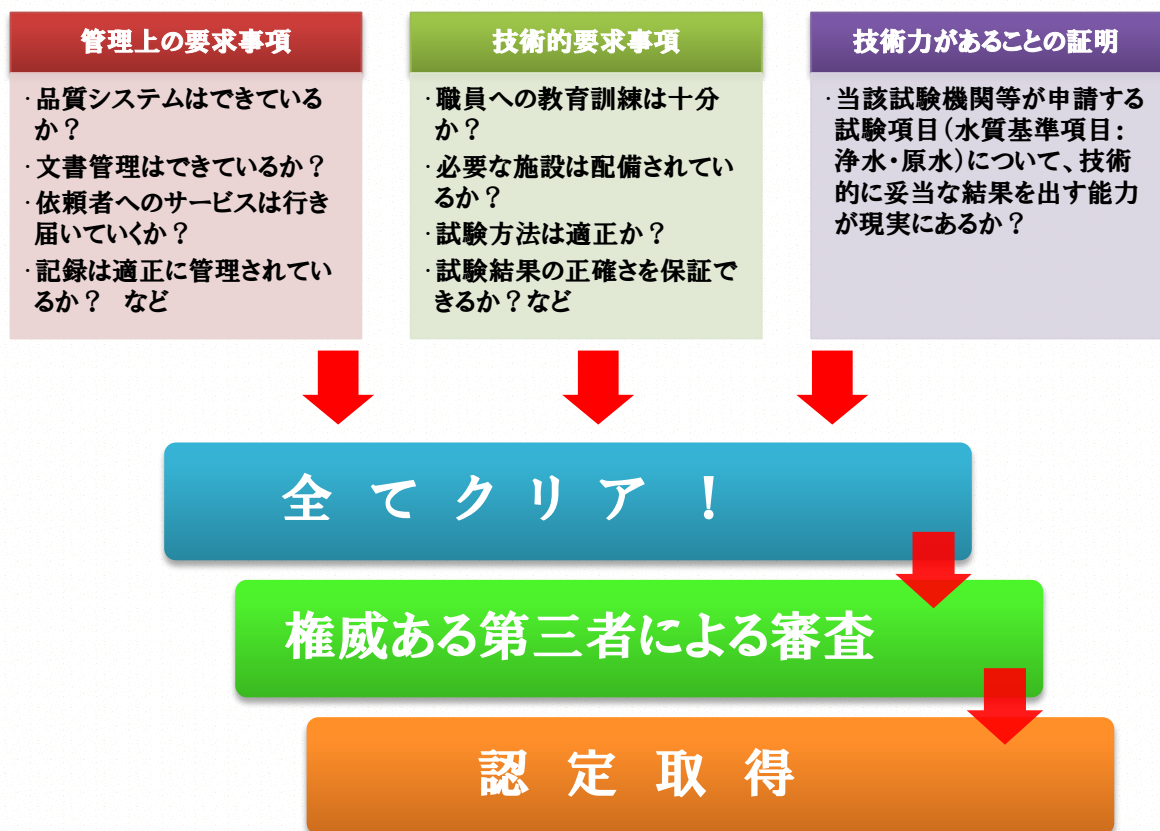 管理上の要求事項
・品質システムはできている
か？
・文書管理はできているか？
・依頼者へのサービスは行き
届いていくか？
・記録は適正に管理されてい
るか？　など
技術的要求事項
・職員への教育訓練は十分
か？
・必要な施設は配備されてい
るか？
・試験方法は適正か？
・試験結果の正確さを保証で
きるか？など
技術力があることの証明
・当該試験機関等が申請する
試験項目（水質基準項目：
浄水・原水）について、技術
的に妥当な結果を出す能力
が現実にあるか？
全 て ク リ ア ！
権威ある第三者による審査
認 定 取 得